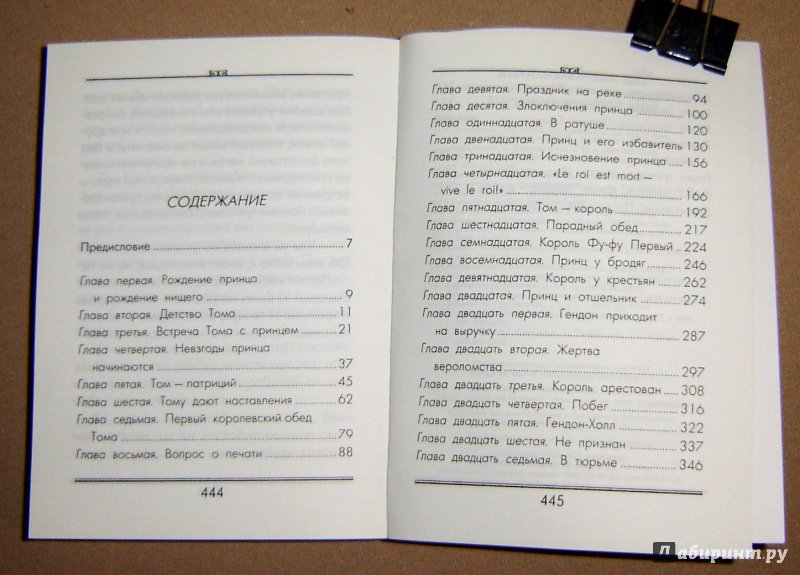 СОДЕРЖАНИЕ
Предисловие 7
Глава первая. Рождение принца
и рождение нищего 9
Глава вторая. Детство Тома 11
Глава третья. Встреча Тома с принцем 21
Глава четвертая. Невзгоды принца
начинаются 37
Глава пятая. Том — патриций 45
Глава шестая. Тому дают наставления 62
Глава седьмая. Первый королевский обед
Тома 79
Глава восьмая. Вопрос о печати 88
444
Глава девятая. Праздник на реке 94
Глава десятая. Злоключения принца 100
Глава одиннадцатая. В ратуше 120
Глава двенадцатая. Принц и его избавитель 130
Глава тринадцатая. Исчезновение принца 156
Глава четырнадцатая. «Le roi est mort —
vive le roi!» 166
Глава пятнадцатая. Том — король 192
Глава шестнадцатая. Парадный обед 217
Глава семнадцатая. Король Фу-фу Первый 224
Глава восемнадцатая. Принц у бродяг 246
Глава девятнадцатая. Король у крестьян 262
Глава двадцатая. Принц и отшельник 274
Глава двадцать первая. Гендон приходит
на выручку 287
Глава двадцать вторая. Жертва
вероломства 297
Глава двадцать третья. Король арестован 308
Глава двадцать четвертая. Побег 316
Глава двадцать пятая. Гендон-Холл 322
Глава двадцать шестая. Не признан 337
Глава двадцать седьмая. В тюрьме 346
445
Лабиринт.ру